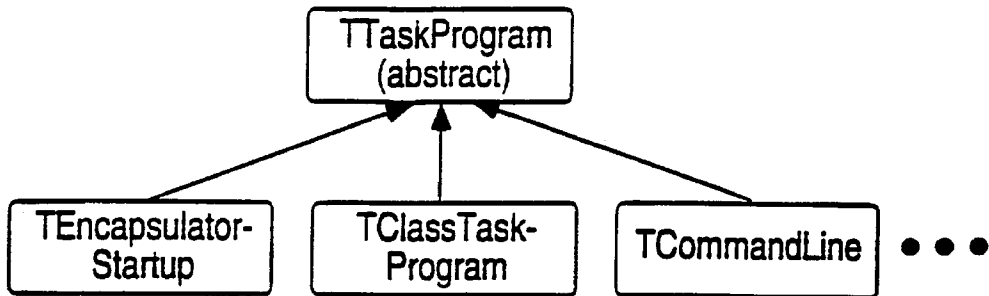 TTaskProgram
(abstract)
TEncapsulator-
Startup
TClassTask-
Program
TCommandLine